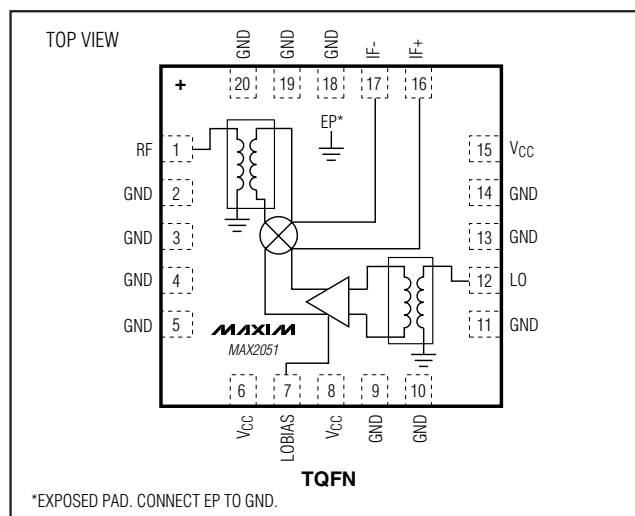 TOP VIEW
GND
GND
GND
IF-
IF+
+
20
19
18
17
16
EP*
RF
1
15
VCC
GND
2
14
GND
GND
3
13
GND
GND
4
12
LO
GND
5
11
GND
MAXIM
MAX2051
6
7
8
9
10
VCC
LOBIAS
VCC
GND
GND
TQFN
*EXPOSED PAD. CONNECT EP TO GND.